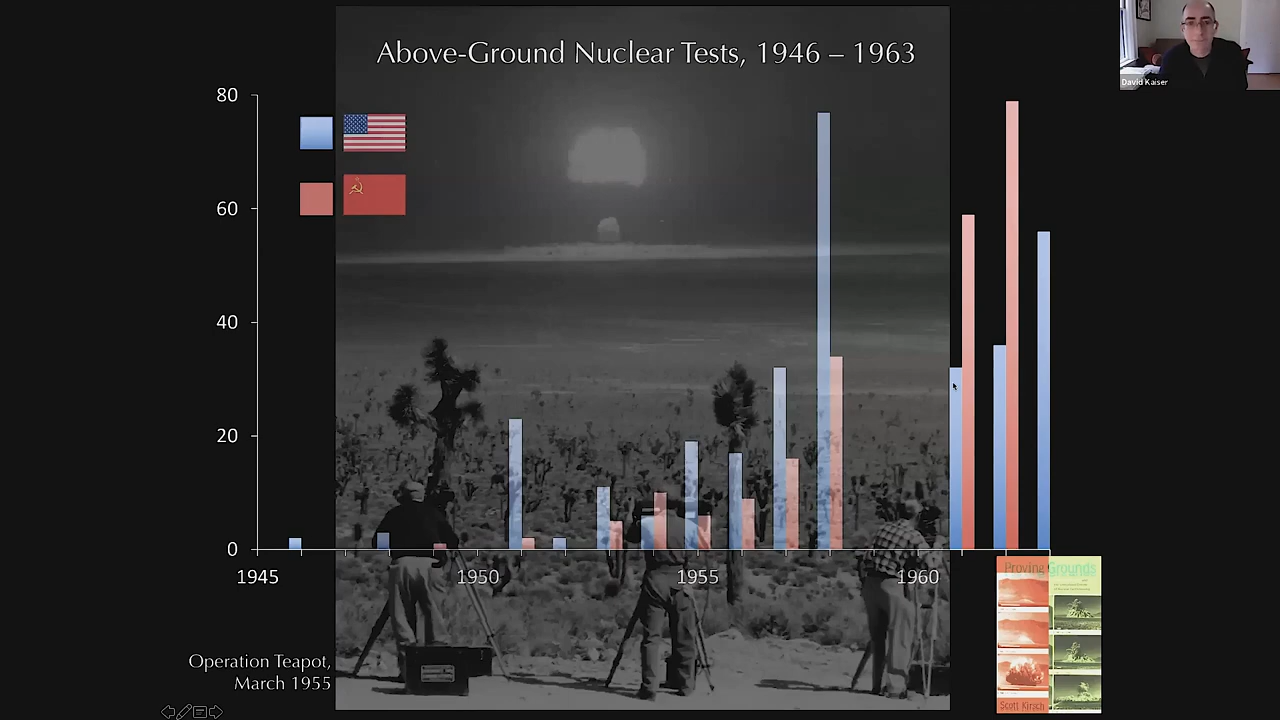 Above-Ground Nuclear Tests, 1946 – 1963
David Kaiser
80
60
40
20
0
1945
1950
1955
1960
Operation Teapot,
March 1955
Proving Grounds
Scott Kirsch